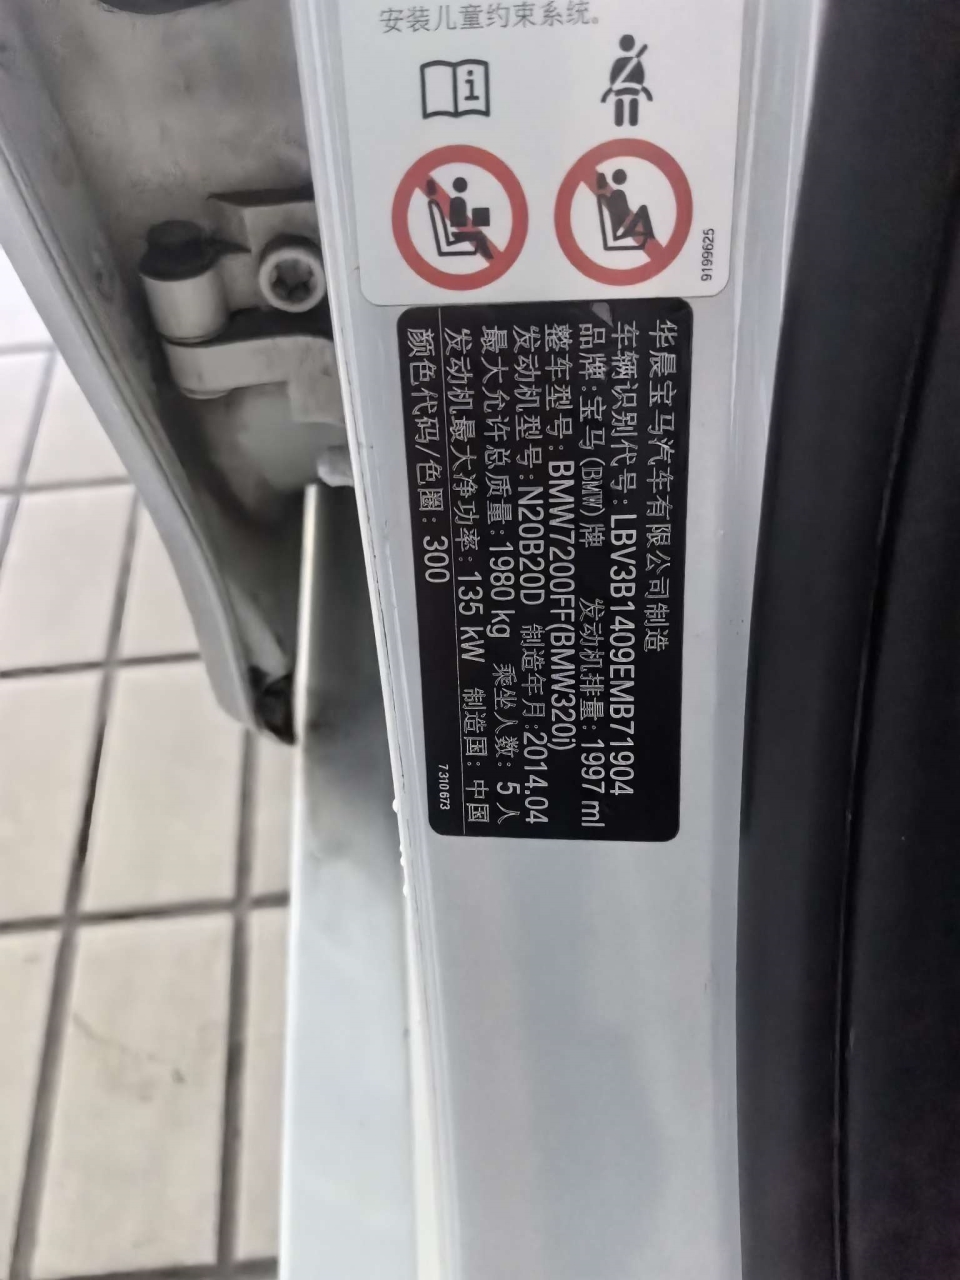 安装儿童约束系统。
9199625
华晨宝马汽车有限公司制造
车辆识别代号: LBV3B1409EMB71904
品牌:宝马(BMW)牌 发动机排量: 1997 ml
整车型号: BMW7200FF(BMW320i)
发动机型号: N20B20D 制造年月:2014.04
最大允许总质量:1980 kg 乘坐人数: 5 人
发动机最大净功率: 135 kW 制造国: 中国
颜色代码/色圈: 300
7310673